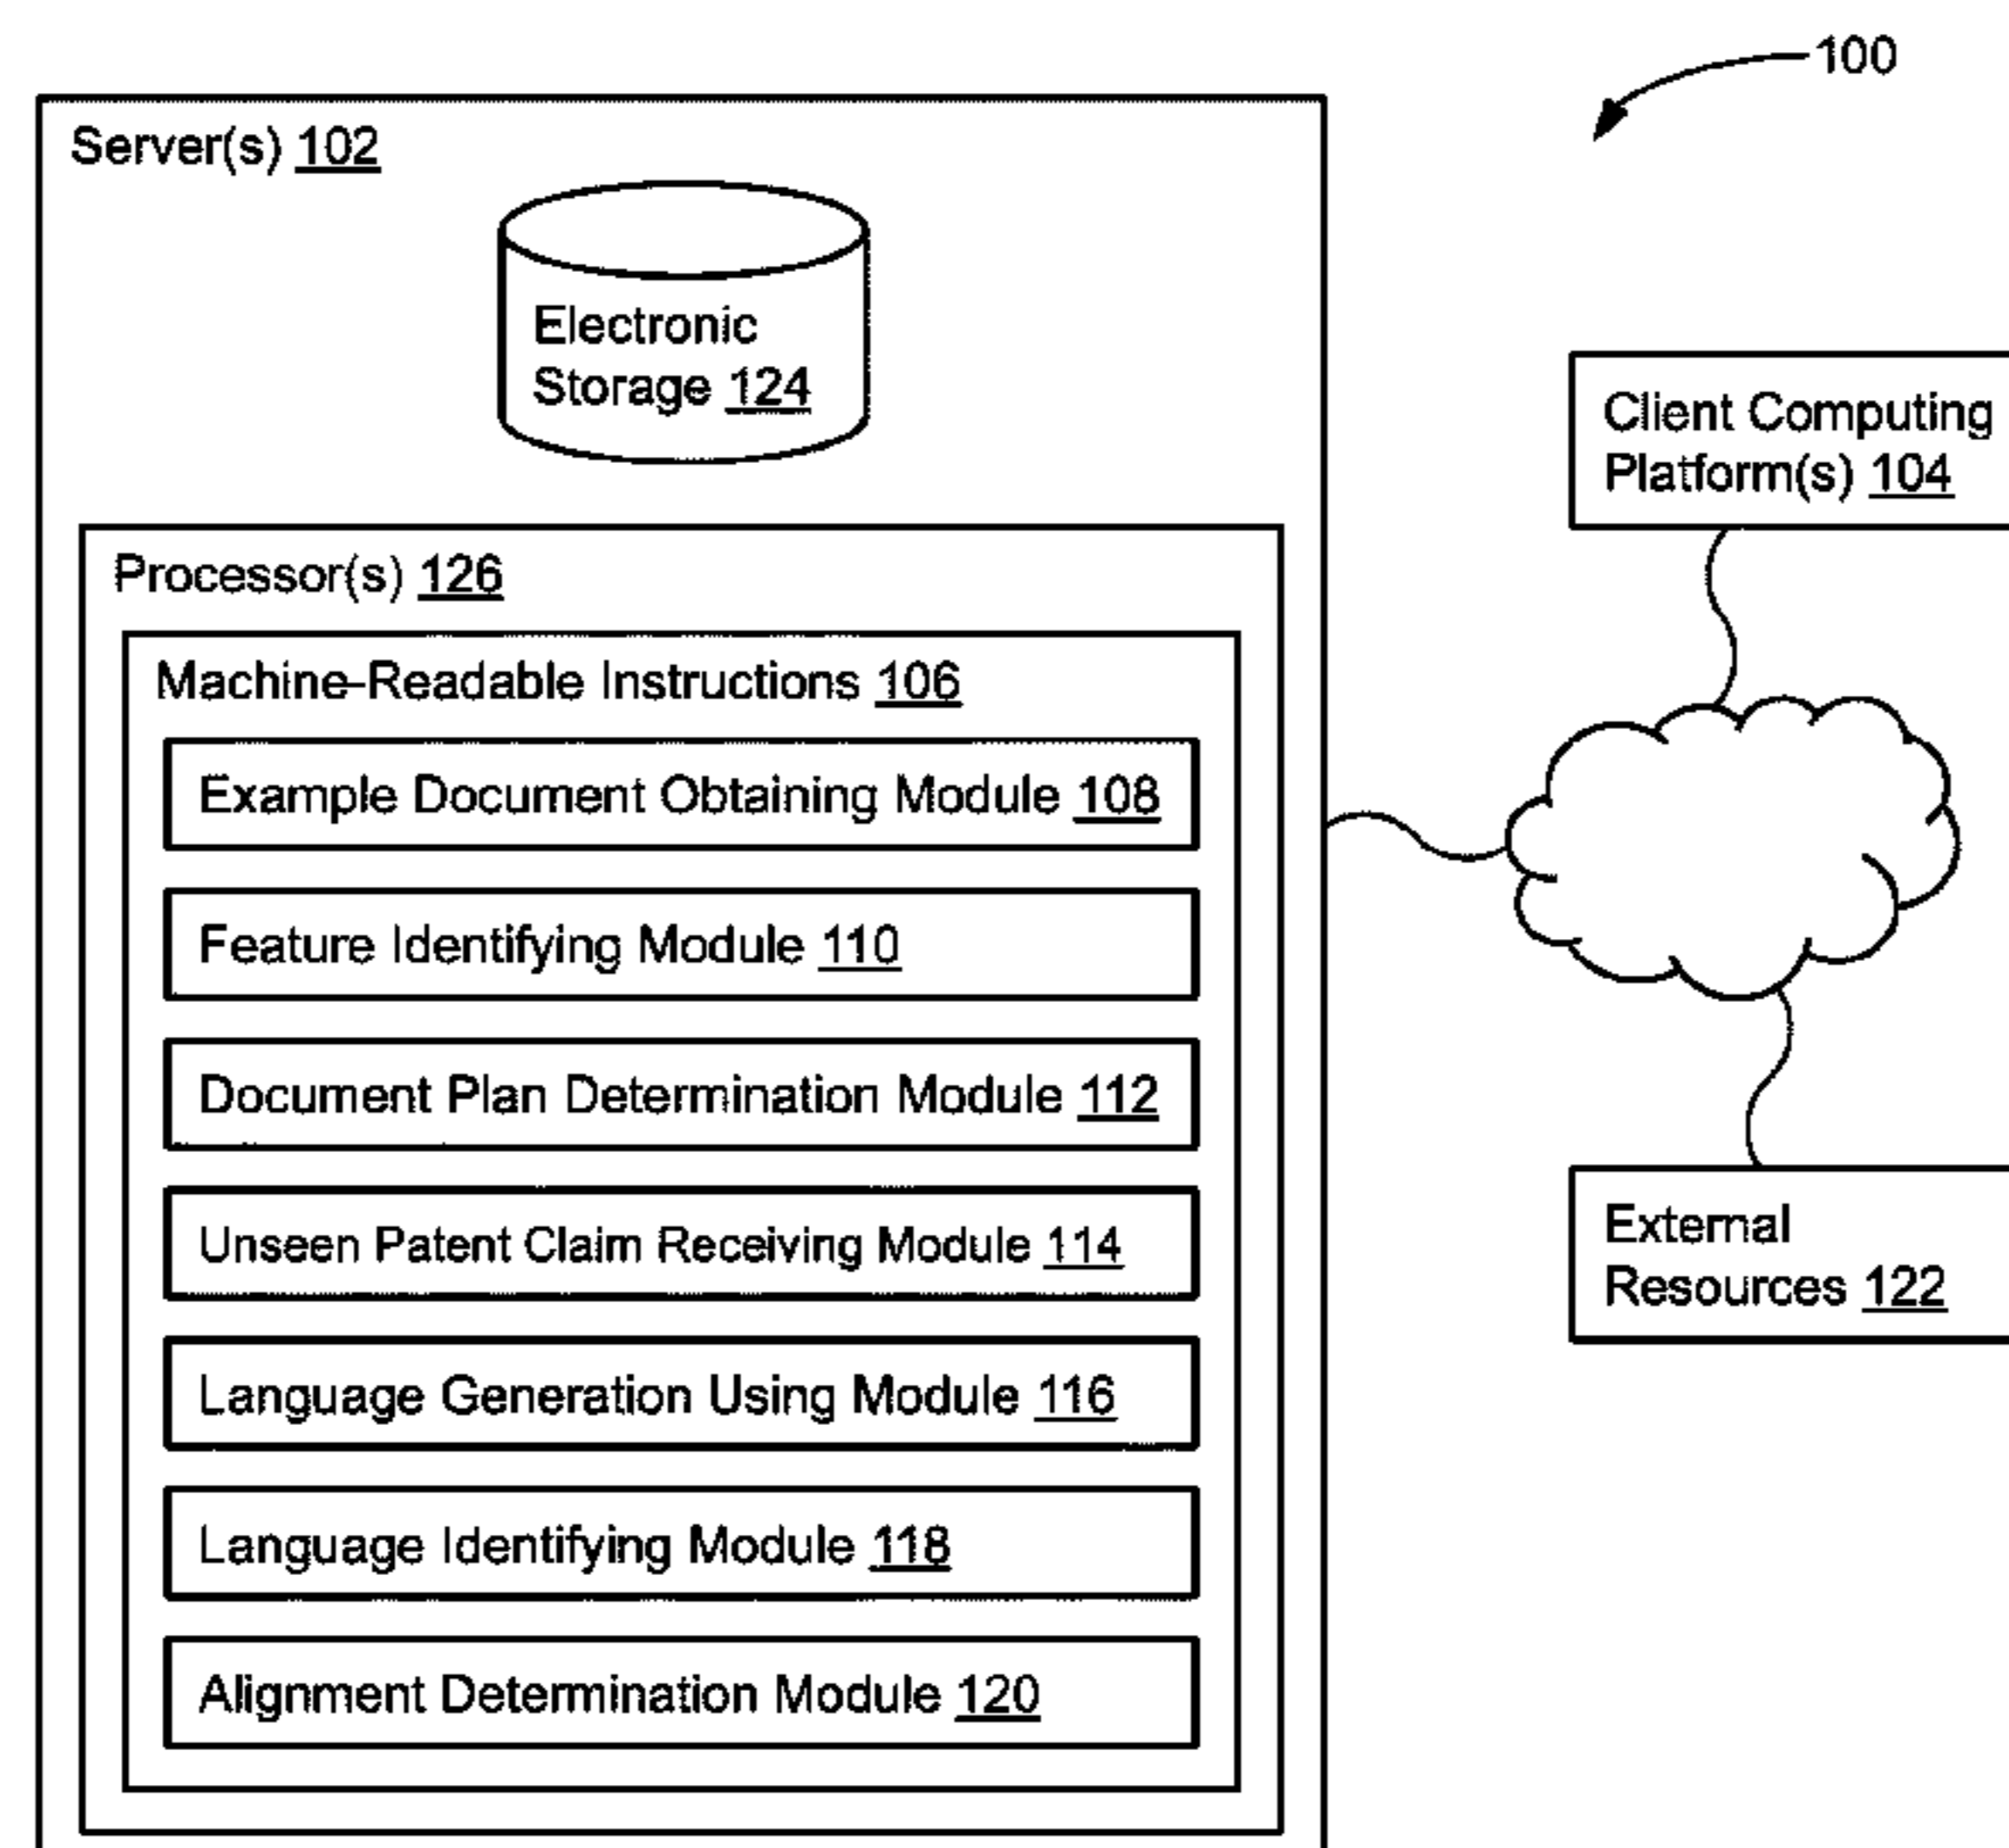 100
Server(s) 102
Electronic
Storage 124
Client Computing
Platform(s) 104
Processor(s) 126
Machine-Readable Instructions 106
Example Document Obtaining Module 108
Feature Identifying Module 110
Document Plan Determination Module 112
Unseen Patent Claim Receiving Module 114
External
Resources 122
Language Generation Using Module 116
Language Identifying Module 118
Alignment Determination Module 120